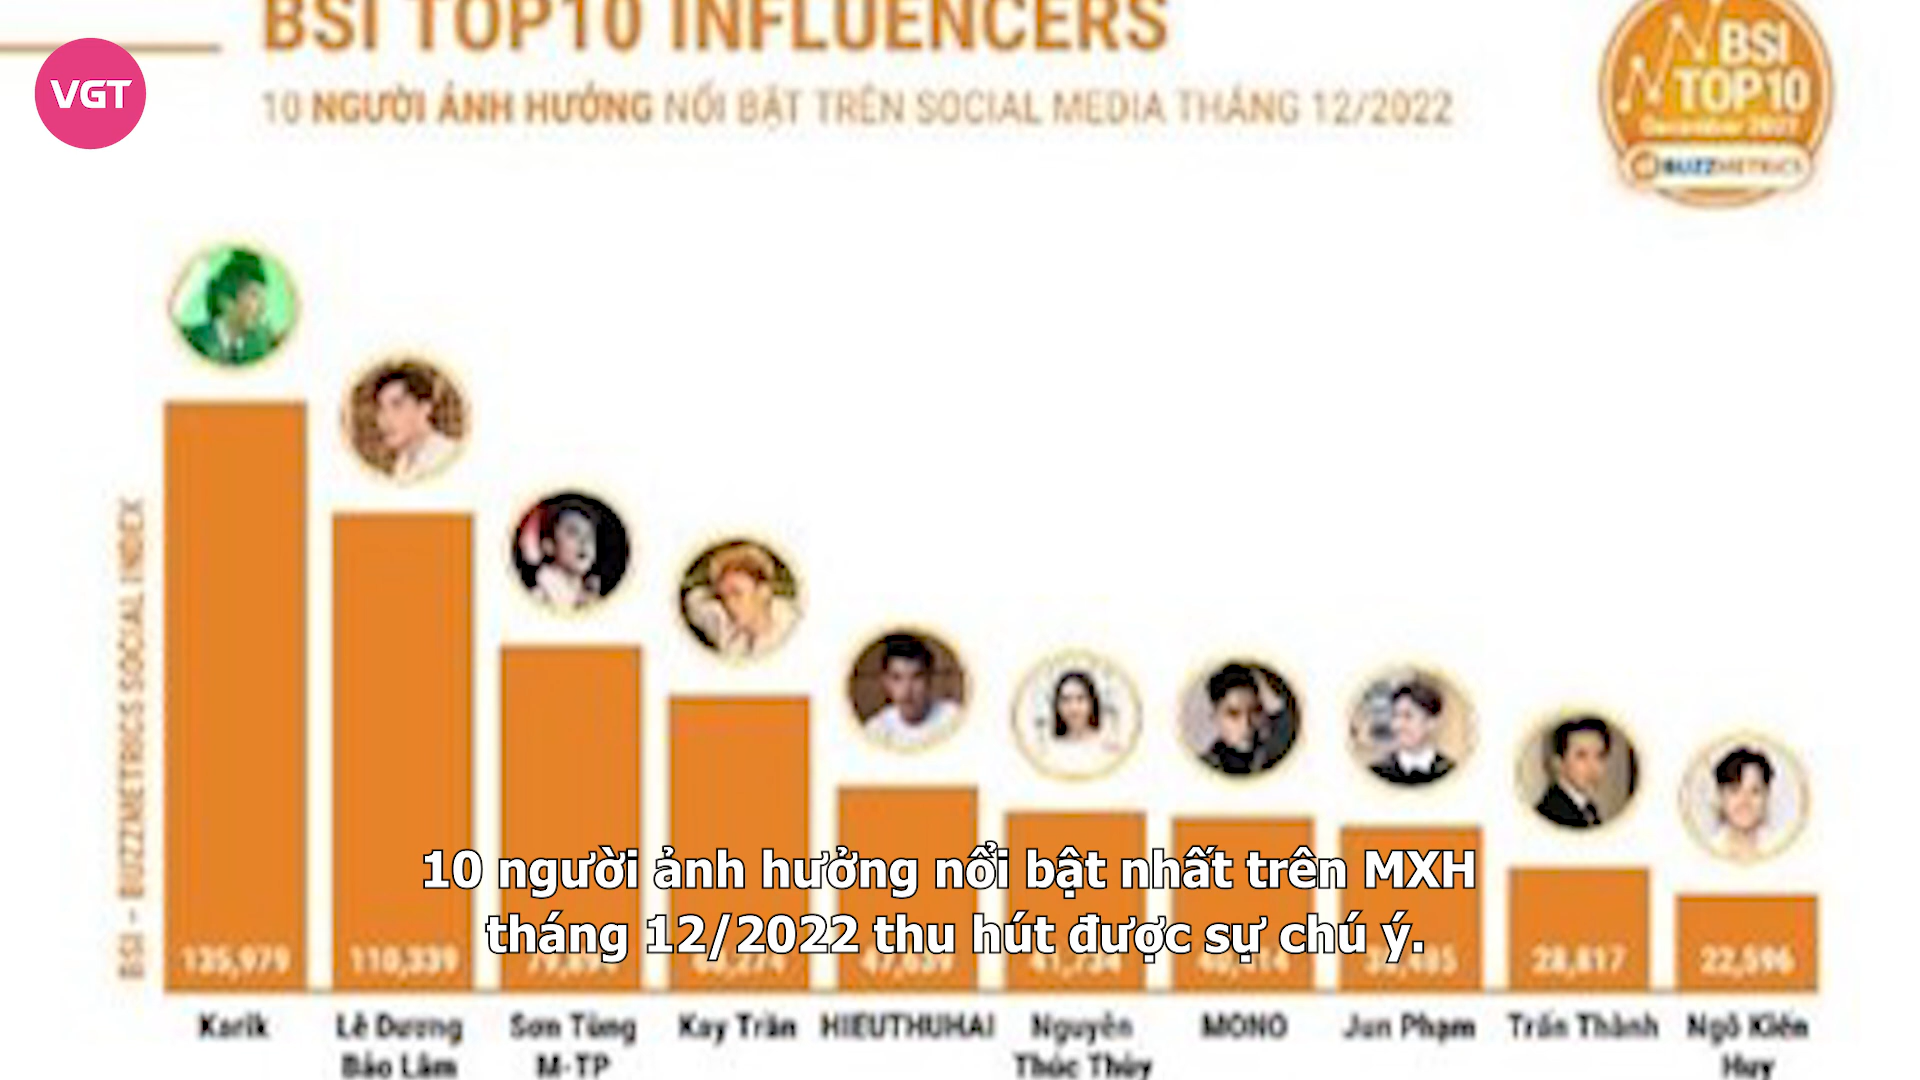 BSI TOP10 INFLUENCERS
VGT
10 NGƯỜI ẢNH HƯỞNG NỔI BẬT TRÊN SOCIAL MEDIA THÁNG 12/2022
BSI
TOP10
December 2022
BUZZMETRICS
BSI - BUZZMETRICS SOCIAL INDEX
10 người ảnh hưởng nổi bật nhất trên MXH
tháng 12/2022 thu hút được sự chú ý.
135,979 110,339 28,817 22,596
Karik Lê Dương Sơn Tùng Kay Trần HIEUTHUHAI Nguyễn MONO Jun Phạm Trấn Thành Ngô Kiến
Bảo Lâm M-TP Thúc Thùy Huy